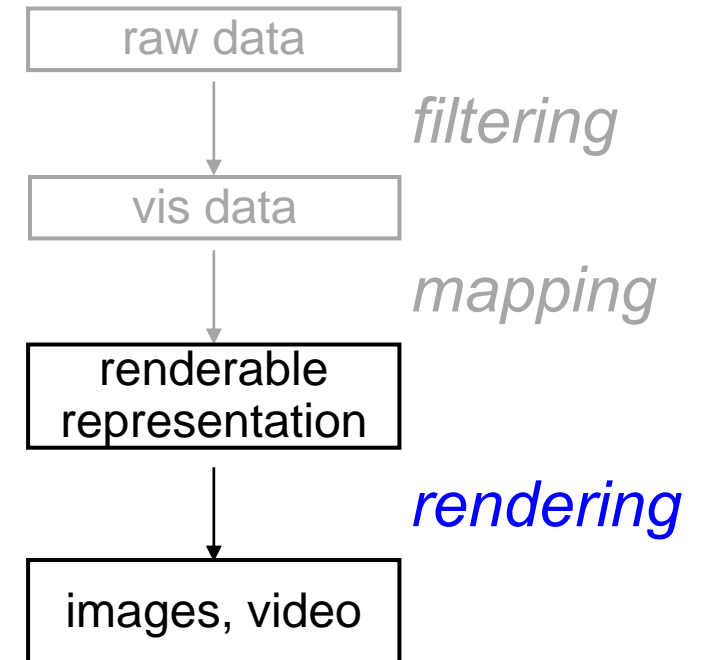 raw data
filtering
vis data
mapping
renderable
representation
rendering
images, video